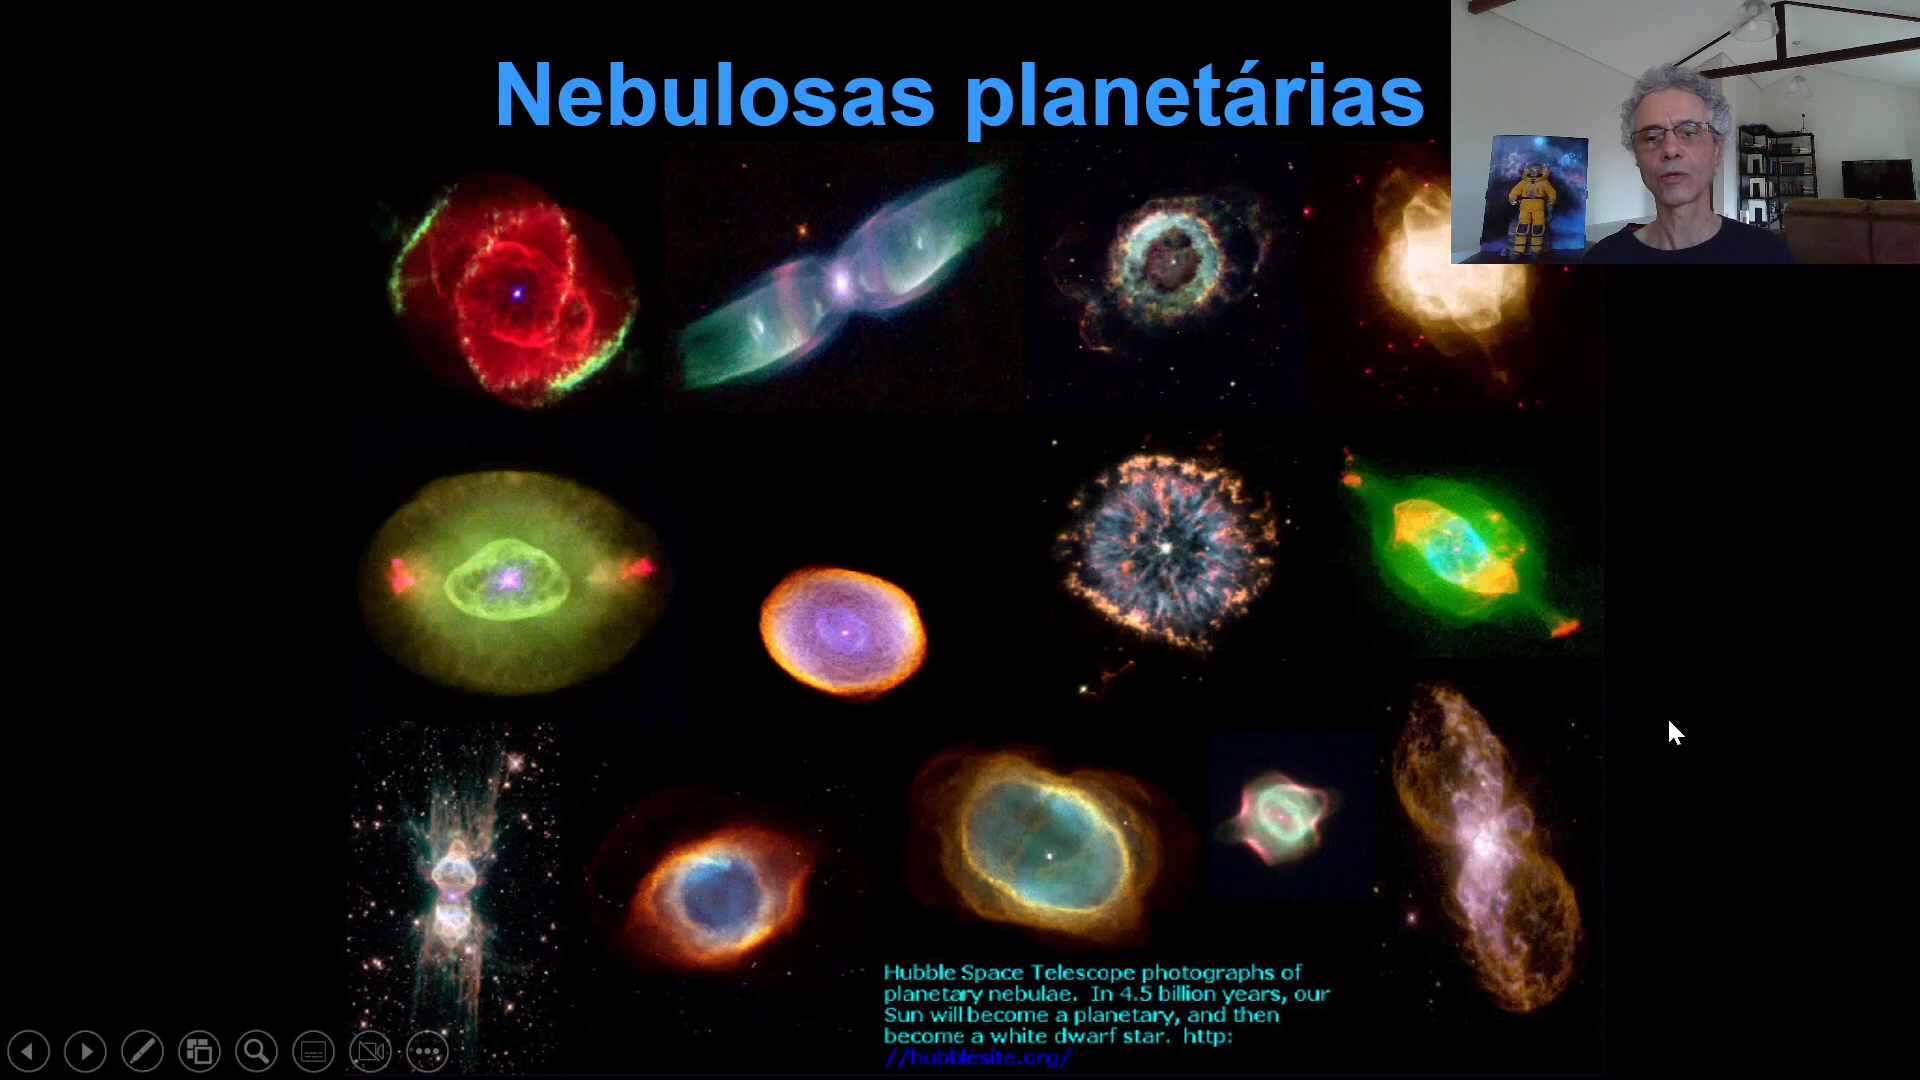 Nebulosas planetárias
Hubble Space Telescope photographs of
planetary nebulae.  In 4.5 billion years, our
Sun will become a planetary, and then
become a white dwarf star.  http:
//hubblesite.org/